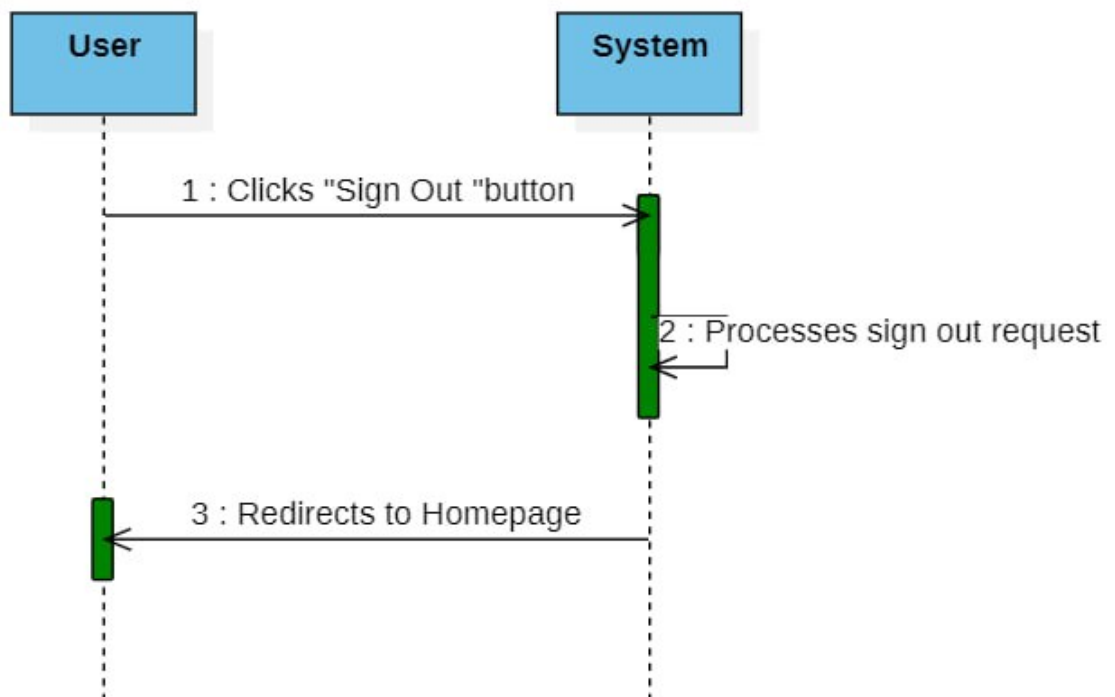 User
System
1 : Clicks "Sign Out "button
2 : Processes sign out request
3 : Redirects to Homepage